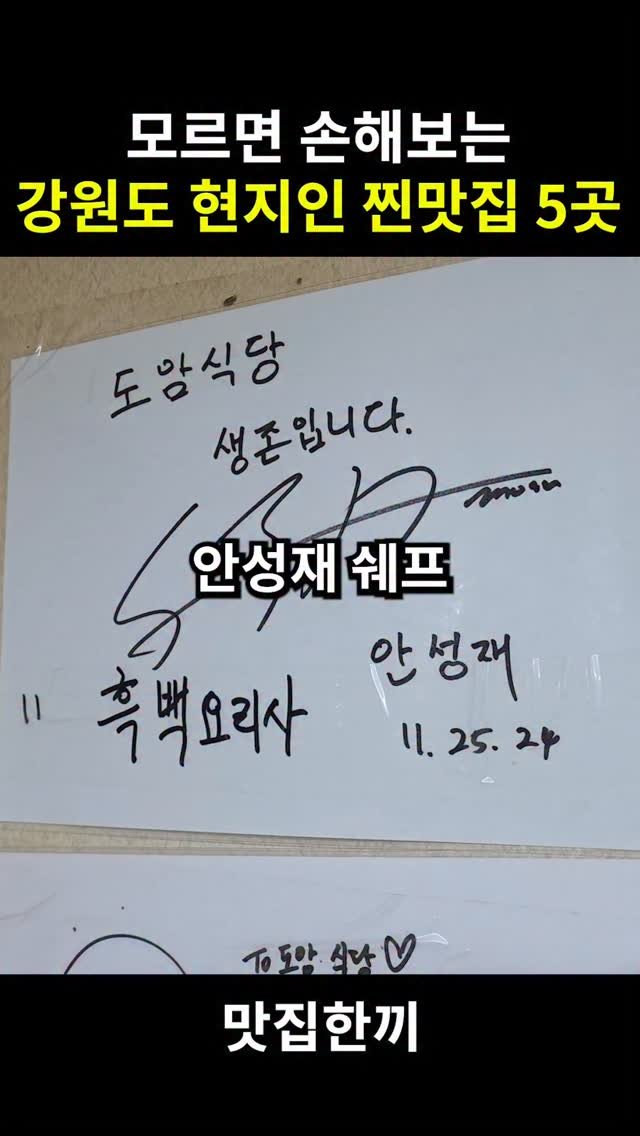 모르면 손해보는
강원도 현지인 찐맛집 5곳
도암식당
생존입니다.
안성재 쉐프
안성재
11 흑백요리사
11. 25. 24
To 도암 식당♡
맛집한끼